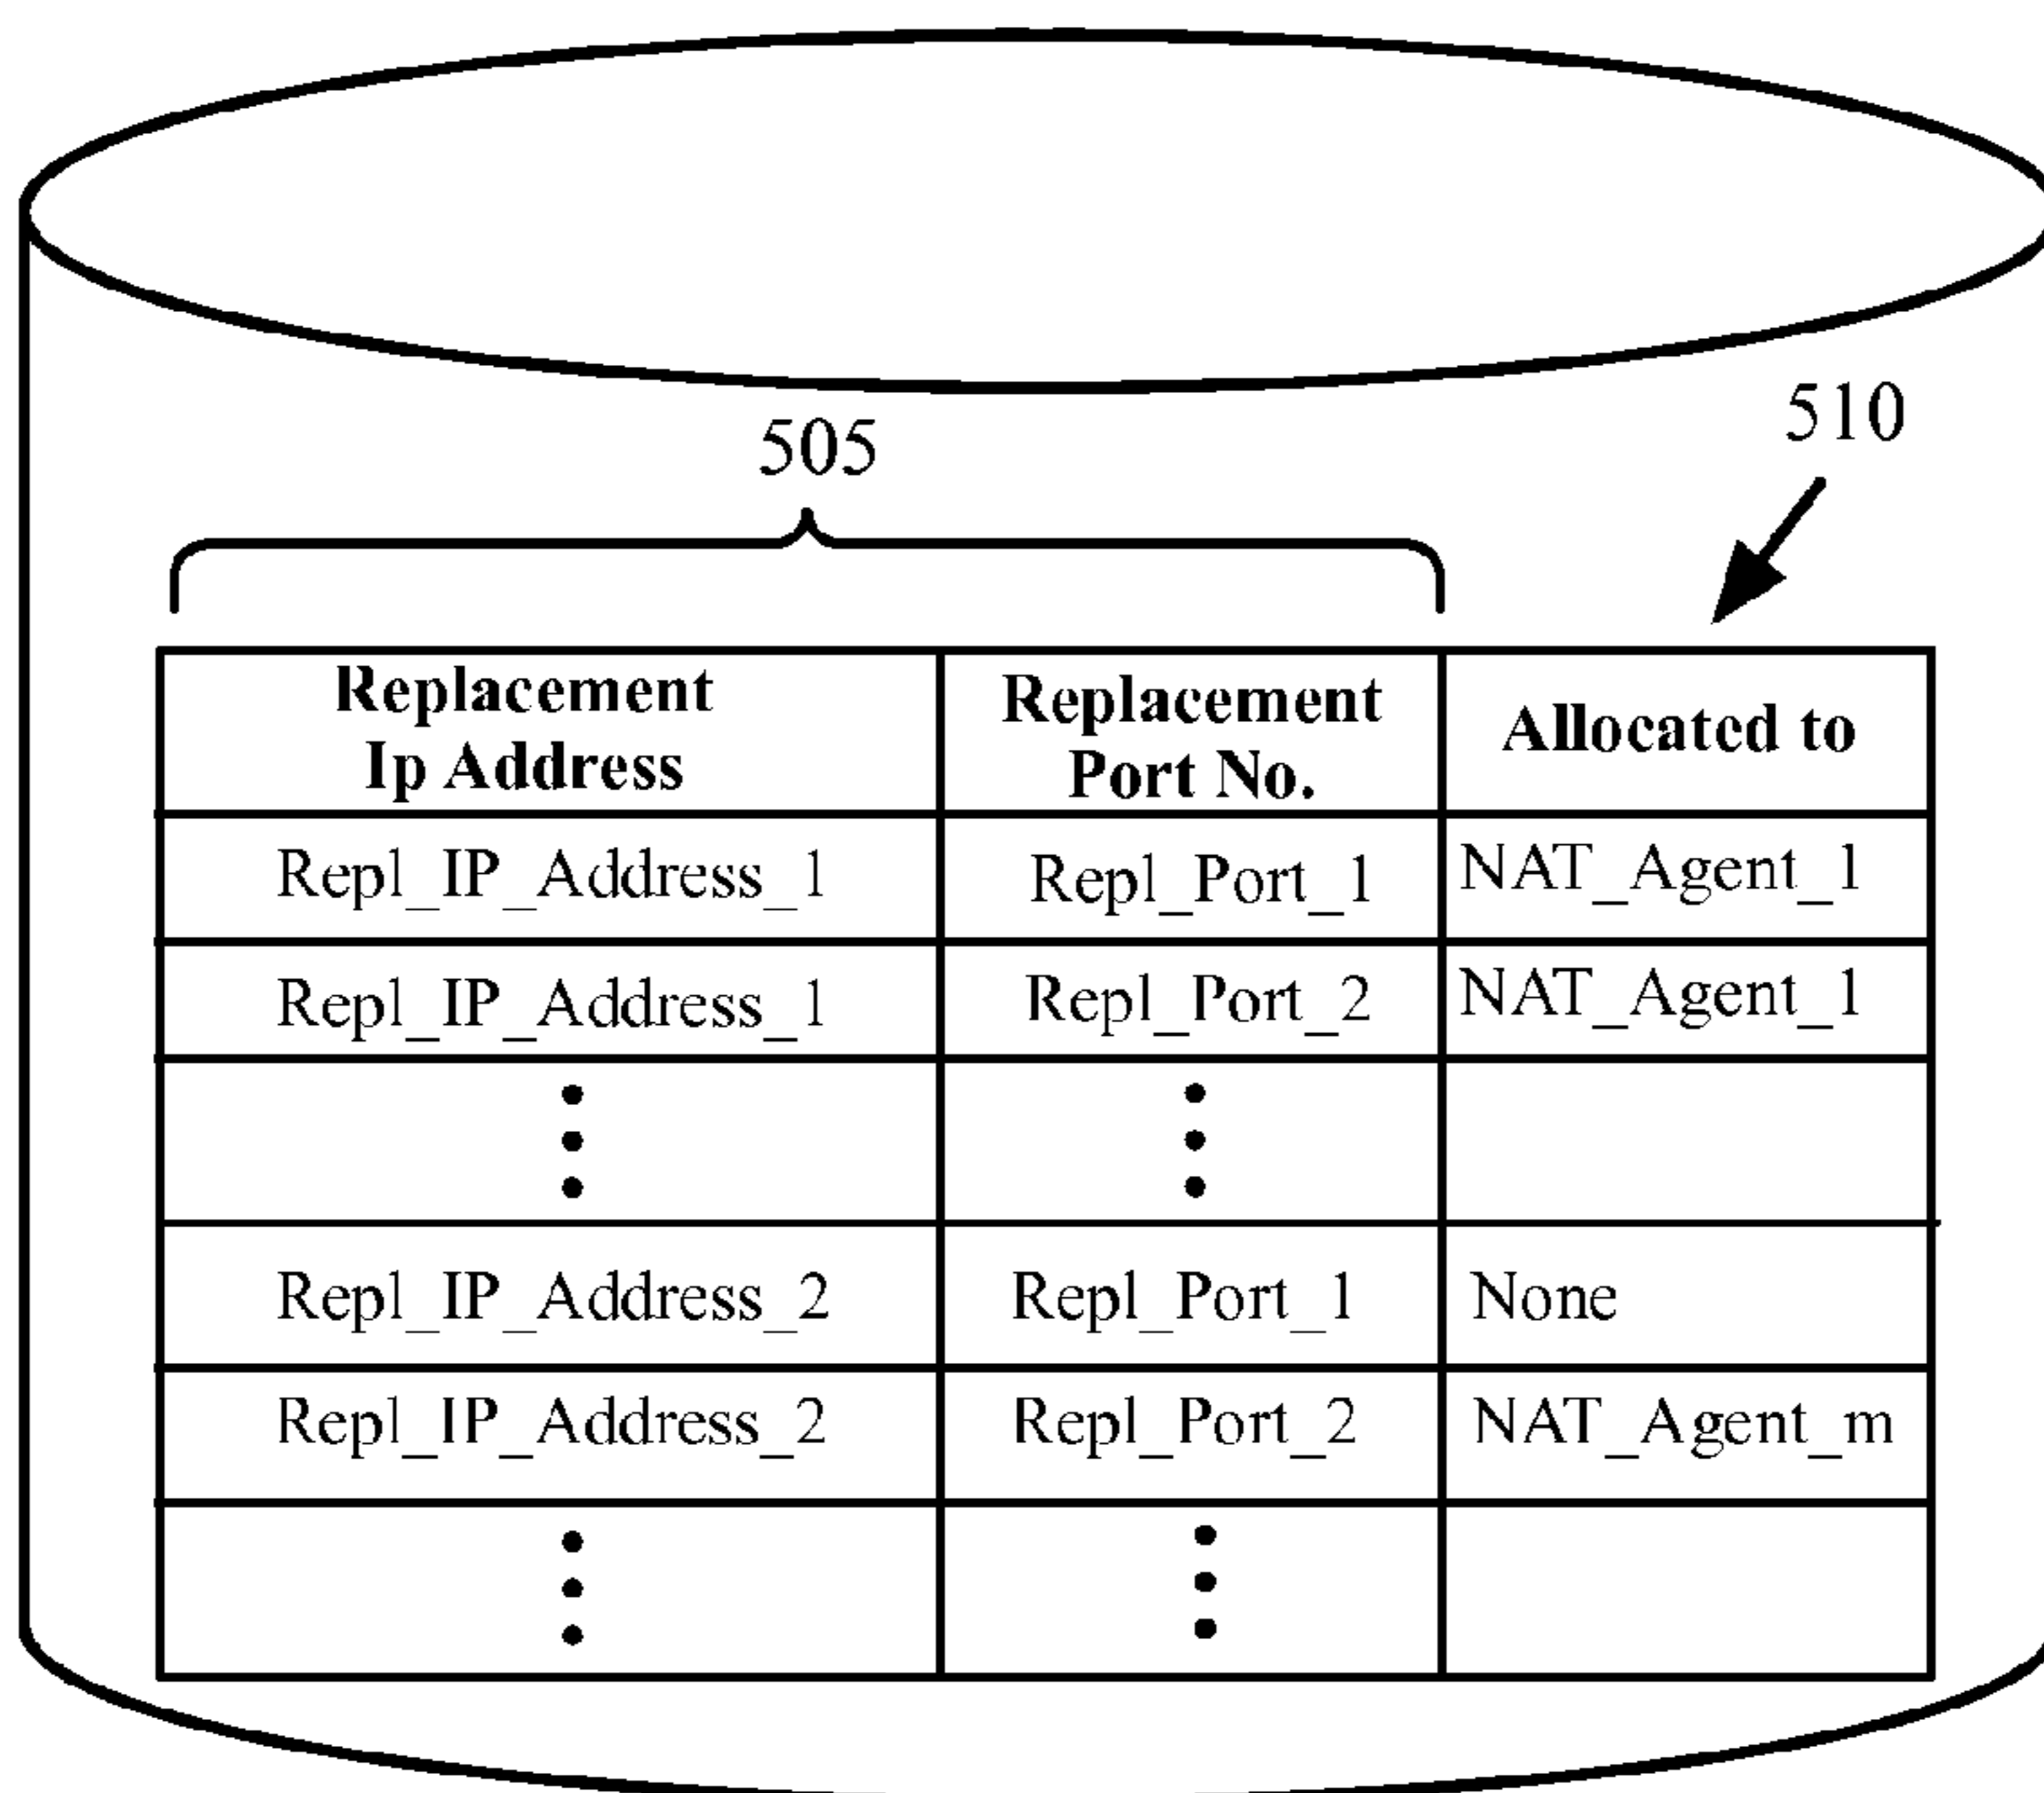 505
510
Replacement
Ip Address
Replacement
Port No.
Allocated to
Repl_IP_Address_1 Repl_Port_1 NAT_Agent_1
Repl_IP_Address_1 Repl_Port_2 NAT_Agent_1
Repl_IP_Address_2 Repl_Port_1 None
Repl_IP_Address_2 Repl_Port_2 NAT_Agent_m